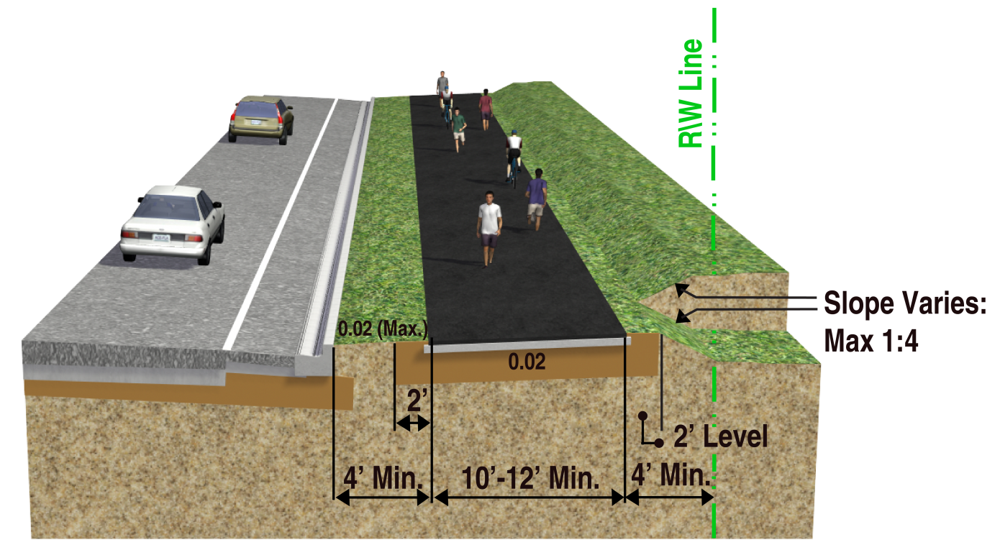 R\W Line
Slope Varies:
Max 1:4
0.02 (Max.)
0.02
2’
2’ Level
4’ Min.
10’-12’ Min.
4’ Min.